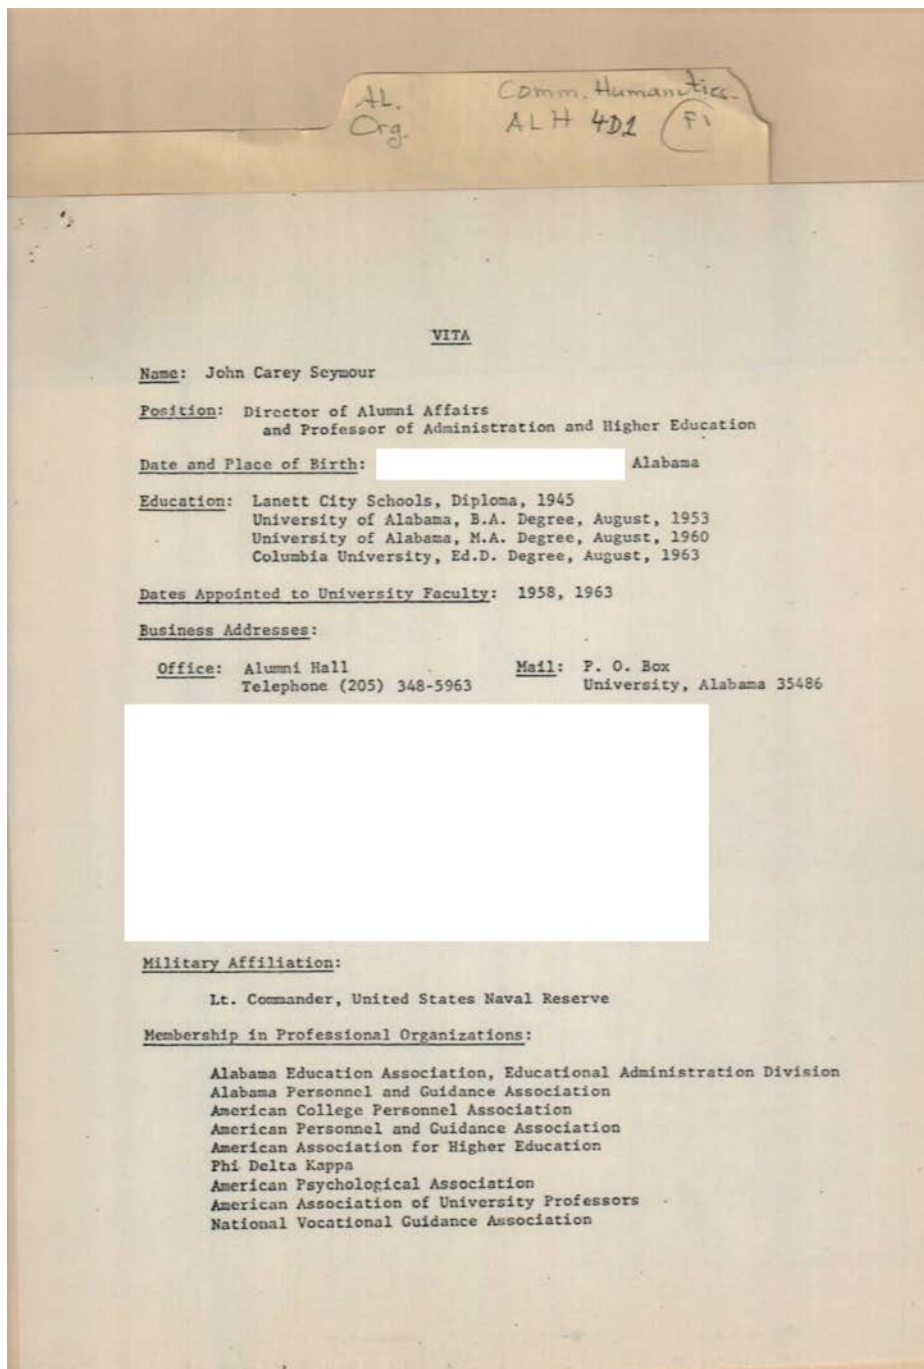 AL. Comm. Humanities
Org. ALH 4D1 F1
VITA
Name: John Carey Seymour
Position: Director of Alumni Affairs
and Professor of Administration and Higher Education
Date and Place of Birth: Alabama
Education: Lanett City Schools, Diploma, 1945
University of Alabama, B.A. Degree, August, 1953
University of Alabama, M.A. Degree, August, 1960
Columbia University, Ed.D. Degree, August, 1963
Dates Appointed to University Faculty: 1958, 1963
Business Addresses:
Office: Alumni Hall Mail: P. O. Box
Telephone (205) 348-5963 University, Alabama 35486
Military Affiliation:
Lt. Commander, United States Naval Reserve
Membership in Professional Organizations:
Alabama Education Association, Educational Administration Division
Alabama Personnel and Guidance Association
American College Personnel Association
American Personnel and Guidance Association
American Association for Higher Education
Phi Delta Kappa
American Psychological Association
American Association of University Professors
National Vocational Guidance Association